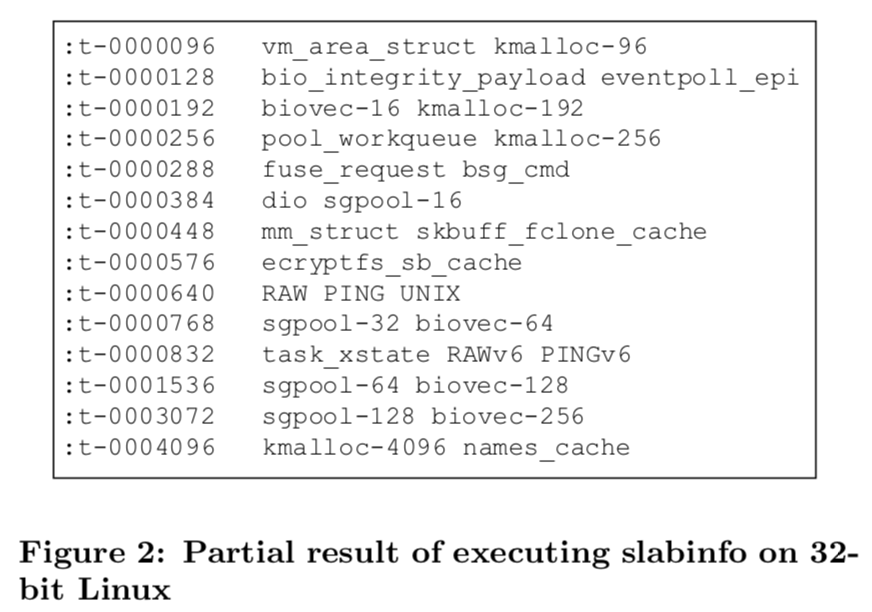 :t-0000096 vm_area_struct kmalloc-96
:t-0000128 bio_integrity_payload eventpoll_epi
:t-0000192 biovec-16 kmalloc-192
:t-0000256 pool_workqueue kmalloc-256
:t-0000288 fuse_request bsg_cmd
:t-0000384 dio sgpool-16
:t-0000448 mm_struct skbuff_fclone_cache
:t-0000576 ecryptfs_sb_cache
:t-0000640 RAW PING UNIX
:t-0000768 sgpool-32 biovec-64
:t-0000832 task_xstate RAWv6 PINGv6
:t-0001536 sgpool-64 biovec-128
:t-0003072 sgpool-128 biovec-256
:t-0004096 kmalloc-4096 names_cache
Figure 2: Partial result of executing slabinfo on 32-
bit Linux